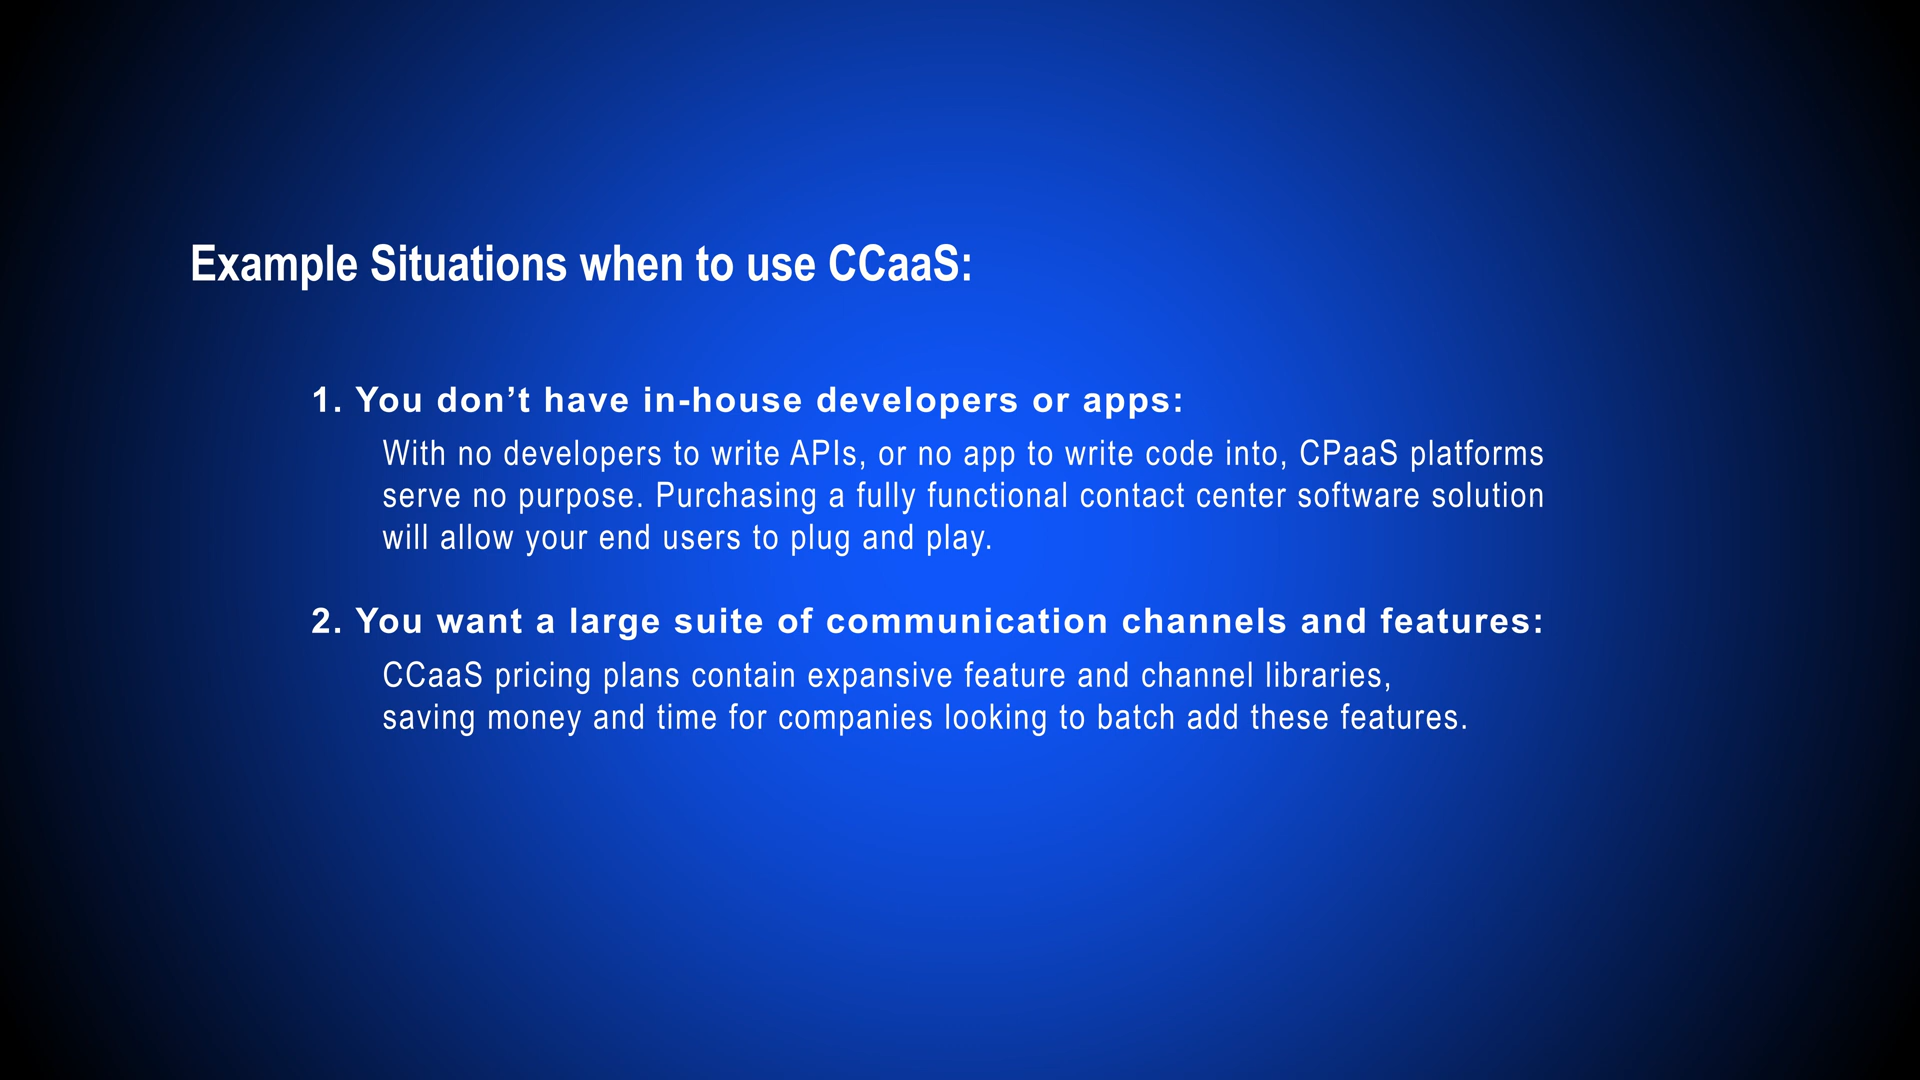 Example Situations when to use CCaaS:
1. You don’t have in-house developers or apps:
With no developers to write APIs, or no app to write code into, CPaaS platforms
serve no purpose. Purchasing a fully functional contact center software solution
will allow your end users to plug and play.
2. You want a large suite of communication channels and features:
CCaaS pricing plans contain expansive feature and channel libraries,
saving money and time for companies looking to batch add these features.